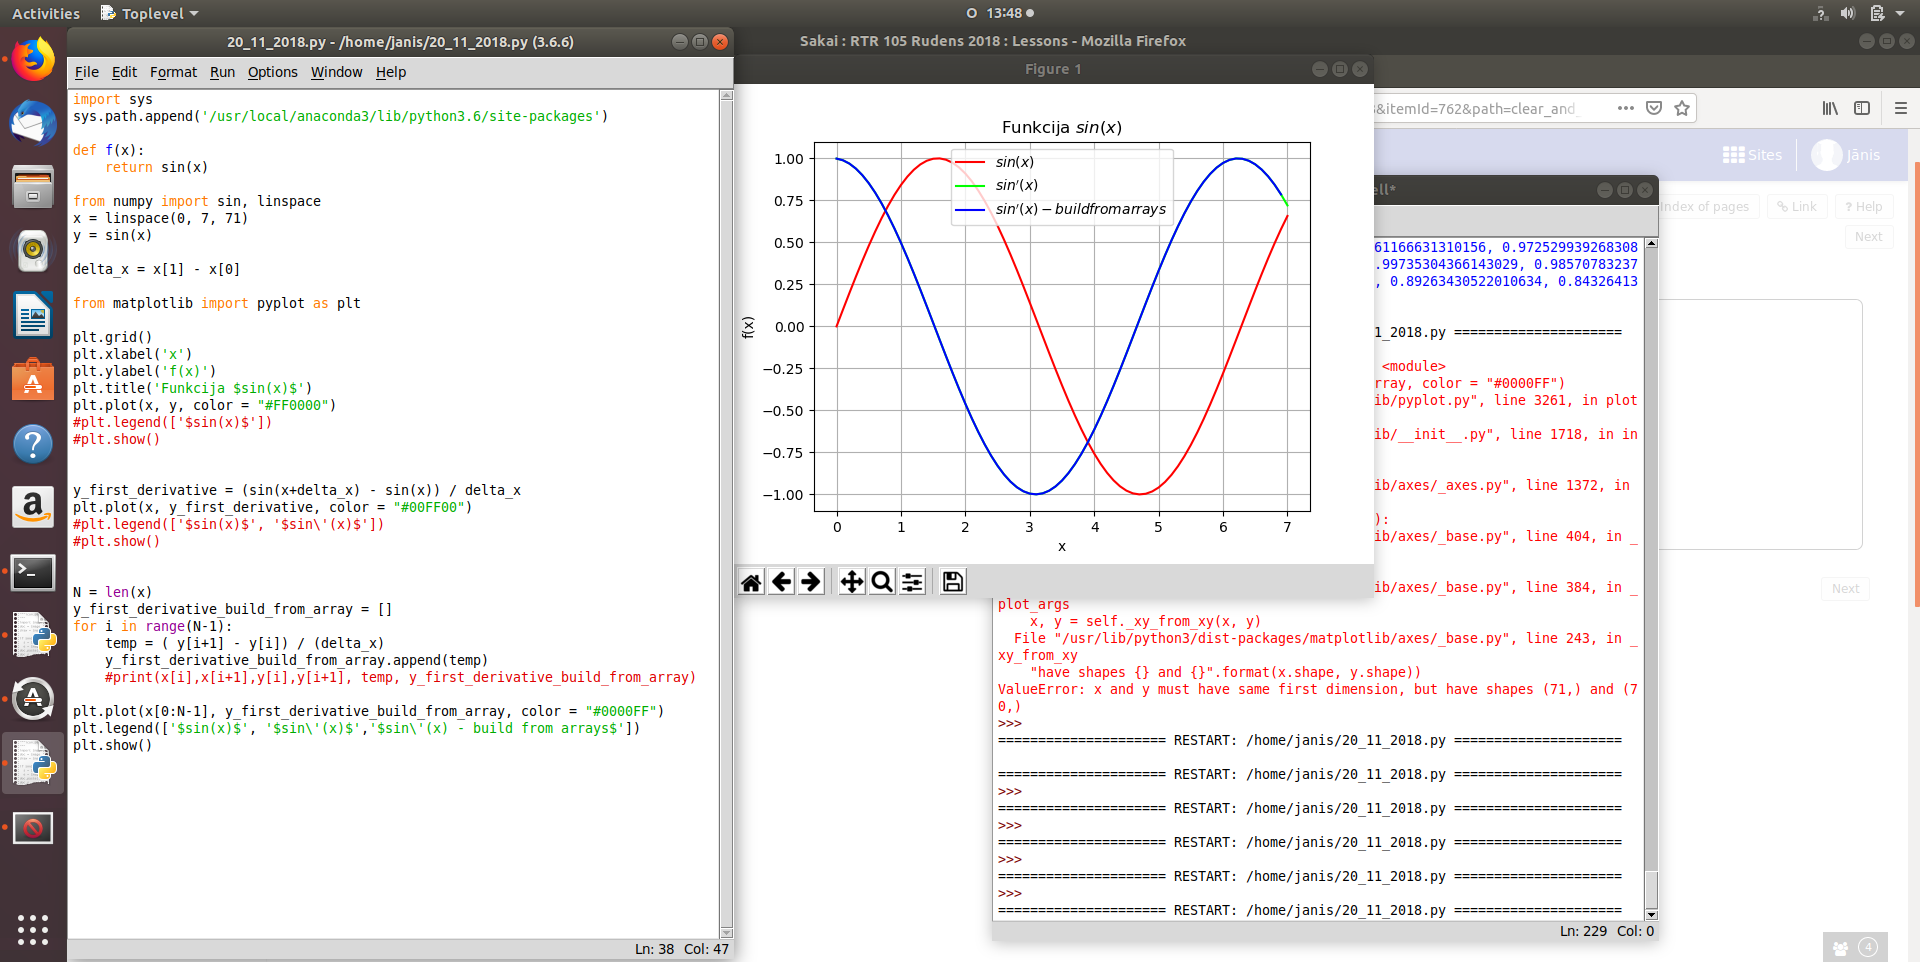 Activities
Toplevel
13:48
20_11_2018.py - /home/janis/20_11_2018.py (3.6.6)
File Edit Format Run Options Window Help
import sys
sys.path.append('/usr/local/anaconda3/lib/python3.6/site-packages')
def f(x):
    return sin(x)
from numpy import sin, linspace
x = linspace(0, 7, 71)
y = sin(x)
delta_x = x[1] - x[0]
from matplotlib import pyplot as plt
plt.grid()
plt.xlabel('x')
plt.ylabel('f(x)')
plt.title('Funkcija $sin(x)$')
plt.plot(x, y, color = "#FF0000")
#plt.legend(['$sin(x)$'])
#plt.show()
y_first_derivative = (sin(x+delta_x) - sin(x)) / delta_x
plt.plot(x, y_first_derivative, color = "#00FF00")
#plt.legend(['$sin(x)$', '$sin\'(x)$'])
#plt.show()
N = len(x)
y_first_derivative_build_from_array = []
for i in range(N-1):
    temp = ( y[i+1] - y[i]) / (delta_x)
    y_first_derivative_build_from_array.append(temp)
    #print(x[i],x[i+1],y[i],y[i+1], temp, y_first_derivative_build_from_array)
plt.plot(x[0:N-1], y_first_derivative_build_from_array, color = "#0000FF")
plt.legend(['$sin(x)$', '$sin\'(x)$','$sin\'(x) - build from arrays$'])
plt.show()
Ln: 38 Col: 47
Sakai : RTR 105 Rudens 2018 : Lessons - Mozilla Firefox
Figure 1
Funkcija sin(x)
sin(x)
sin′(x)
sin′(x) − buildfromarrays
1.00
0.75
0.50
0.25
0.00
−0.25
−0.50
−0.75
−1.00
f(x)
0 1 2 3 4 5 6 7
x
&itemId=762&path=clear_and_
Sites
Jānis
Index of pages
Link
? Help
Next
Next
4
ell*
61166631310156, 0.972529939268308
.99735304366143029, 0.98570783237
, 0.89263430522010634, 0.84326413
1_2018.py =====================
<module>
rray, color = "#0000FF")
ib/pyplot.py", line 3261, in plot
ib/__init__.py", line 1718, in in
ib/axes/_axes.py", line 1372, in
):
ib/axes/_base.py", line 404, in _
ib/axes/_base.py", line 384, in _
plot_args
    x, y = self._xy_from_xy(x, y)
  File "/usr/lib/python3/dist-packages/matplotlib/axes/_base.py", line 243, in _
xy_from_xy
    "have shapes {} and {}".format(x.shape, y.shape))
ValueError: x and y must have same first dimension, but have shapes (71,) and (7
0,)
>>>
===================== RESTART: /home/janis/20_11_2018.py =====================
===================== RESTART: /home/janis/20_11_2018.py =====================
>>>
===================== RESTART: /home/janis/20_11_2018.py =====================
>>>
===================== RESTART: /home/janis/20_11_2018.py =====================
>>>
===================== RESTART: /home/janis/20_11_2018.py =====================
>>>
===================== RESTART: /home/janis/20_11_2018.py =====================
Ln: 229 Col: 0